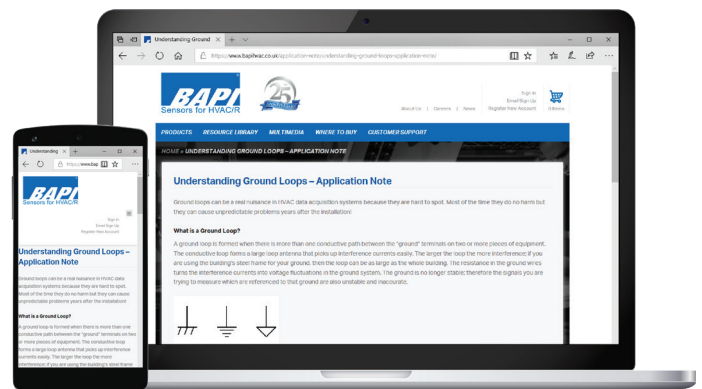 Understanding Ground
https://www.bapihvac.co.uk/application-note/understanding-ground-loops-application-note/
BAPI
Sensors for HVAC/R
25
About Us | Careers | News
Sign In
Email Sign Up
Register New Account
0 Items
PRODUCTS RESOURCE LIBRARY MULTIMEDIA WHERE TO BUY CUSTOMER SUPPORT
HOME » UNDERSTANDING GROUND LOOPS – APPLICATION NOTE
Understanding Ground Loops – Application Note
Ground loops can be a real nuisance in HVAC data acquisition systems because they are hard to spot. Most of the time they do no harm but
they can cause unpredictable problems years after the installation!
What is a Ground Loop?
A ground loop is formed when there is more than one conductive path between the "ground" terminals on two or more pieces of equipment.
The conductive loop forms a large loop antenna that picks up interference currents easily. The larger the loop the more interference; if you
are using the building's steel frame for your ground, then the loop can be as large as the whole building. The resistance in the ground wires
turns the interference currents into voltage fluctuations in the ground system. The ground is no longer stable; therefore the signals you are
trying to measure which are referenced to that ground are also unstable and inaccurate.
Understanding
https://www.bap
BAPI
Sensors for HVAC/R
Sign In
Email Sign Up
Register New Account
Understanding Ground Loops –
Application Note
Ground loops can be a real nuisance in HVAC data
acquisition systems because they are hard to spot.
Most of the time they do no harm but they can cause
unpredictable problems years after the installation!
What is a Ground Loop?
A ground loop is formed when there is more than one
conductive path between the "ground" terminals on two
or more pieces of equipment. The conductive loop
forms a large loop antenna that picks up interference
currents easily. The larger the loop the more
interference; if you are using the building's steel frame